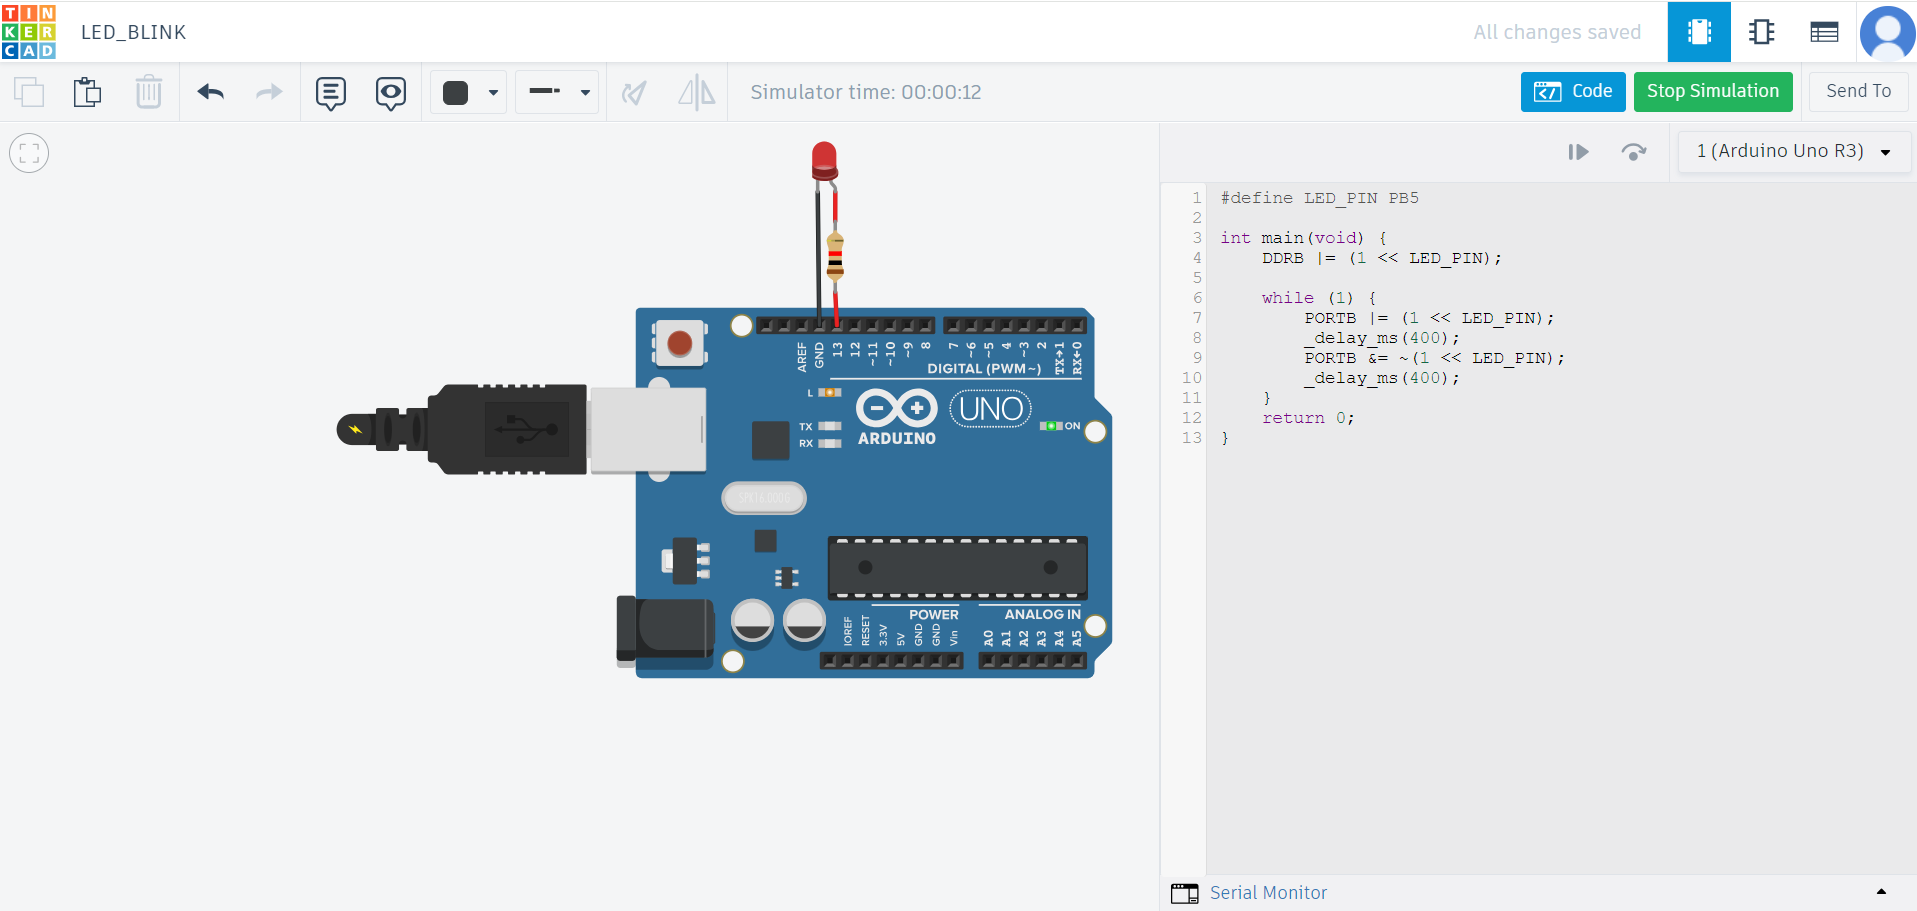 TINKERCAD
LED_BLINK
All changes saved
Simulator time: 00:00:12
Code
Stop Simulation
Send To
1 (Arduino Uno R3)
1 #define LED_PIN PB5
2
3 int main(void) {
4 DDRB |= (1 << LED_PIN);
5
6 while (1) {
7 PORTB |= (1 << LED_PIN);
8 _delay_ms(400);
9 PORTB &= ~(1 << LED_PIN);
10 _delay_ms(400);
11 }
12 return 0;
13 }
AREF
GND
13
12
~11
~10
~9
8
7
~6
~5
4
~3
2
TX→1
RX←0
DIGITAL (PWM~)
L
TX
RX
ARDUINO
UNO
ON
SPK16.000G
POWER
ANALOG IN
IOREF
RESET
3.3V
5V
GND
GND
Vin
A0
A1
A2
A3
A4
A5
Serial Monitor